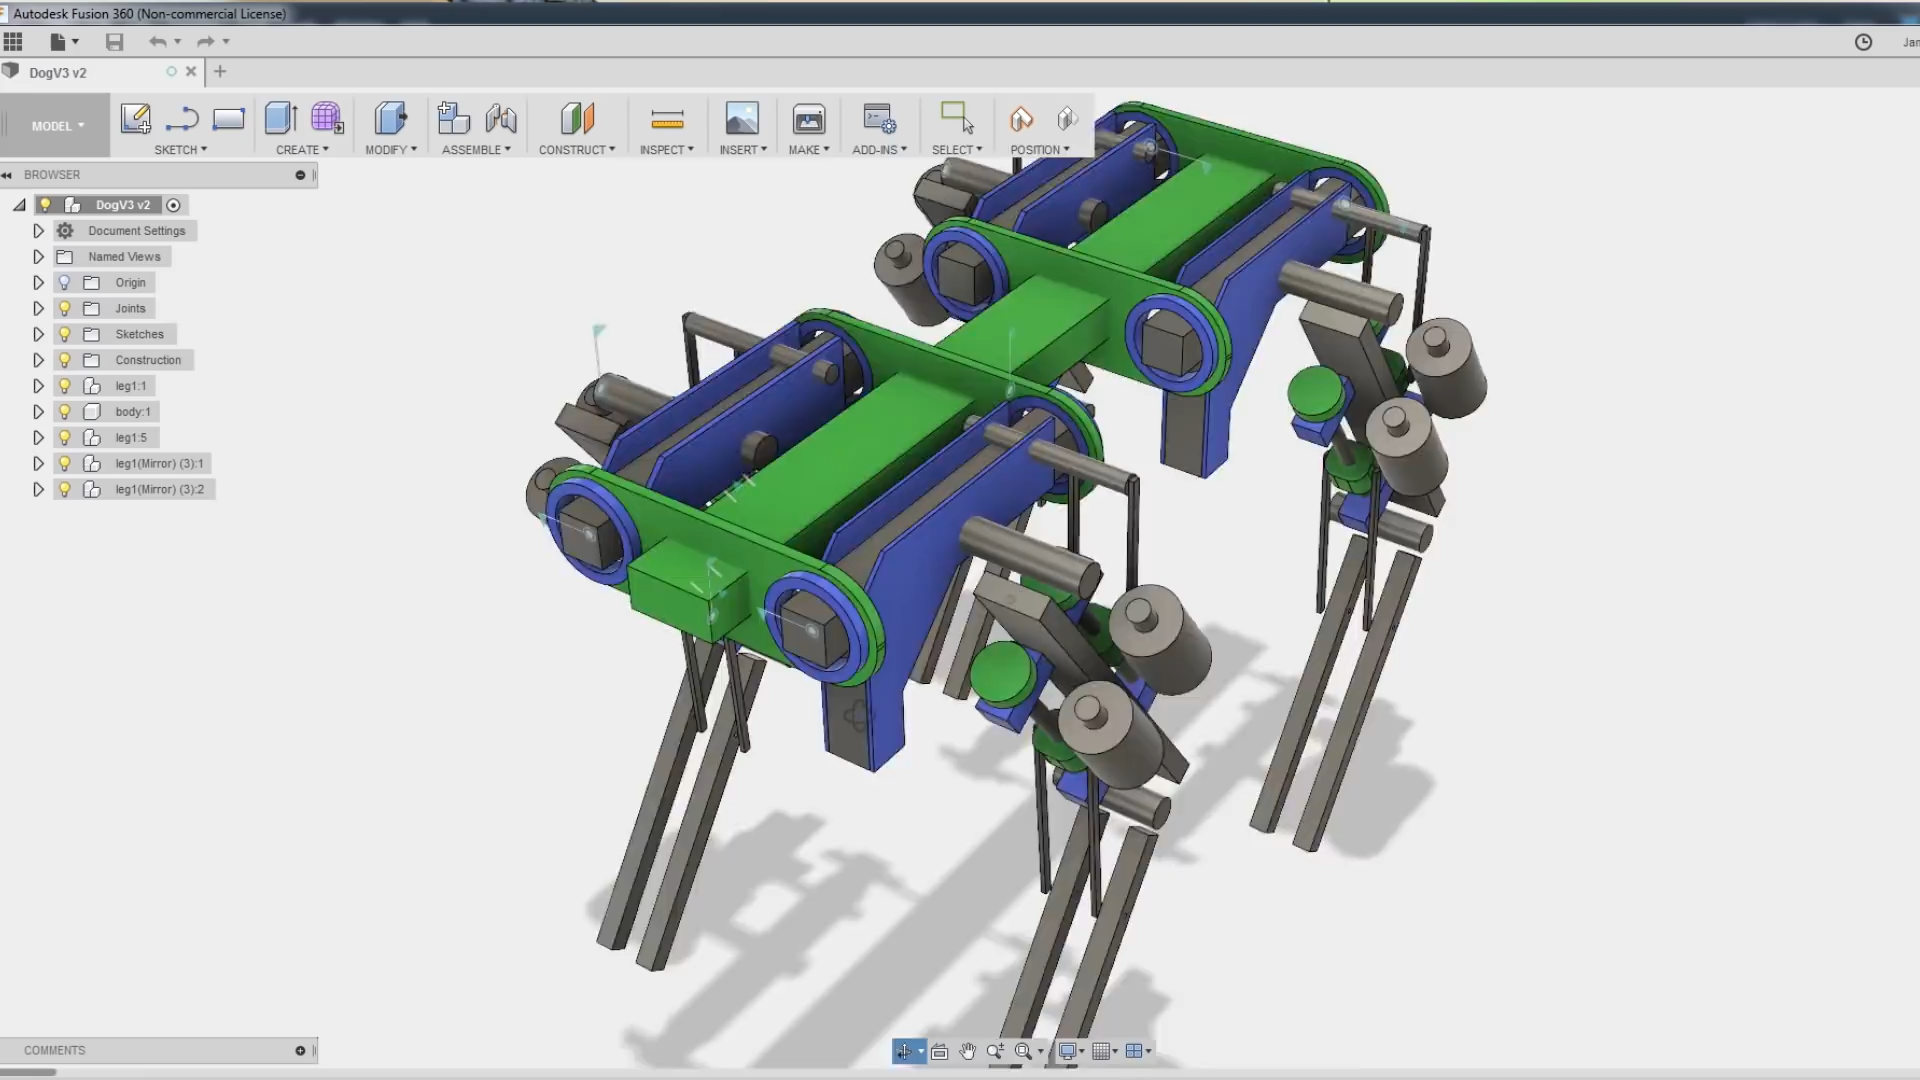 Autodesk Fusion 360 (Non-commercial License)
Jan
DogV3 v2
MODEL
SKETCH
CREATE
MODIFY
ASSEMBLE
CONSTRUCT
INSPECT
INSERT
MAKE
ADD-INS
SELECT
POSITION
BROWSER
DogV3 v2
Document Settings
Named Views
Origin
Joints
Sketches
Construction
leg1:1
body:1
leg1:5
leg1(Mirror) (3):1
leg1(Mirror) (3):2
COMMENTS